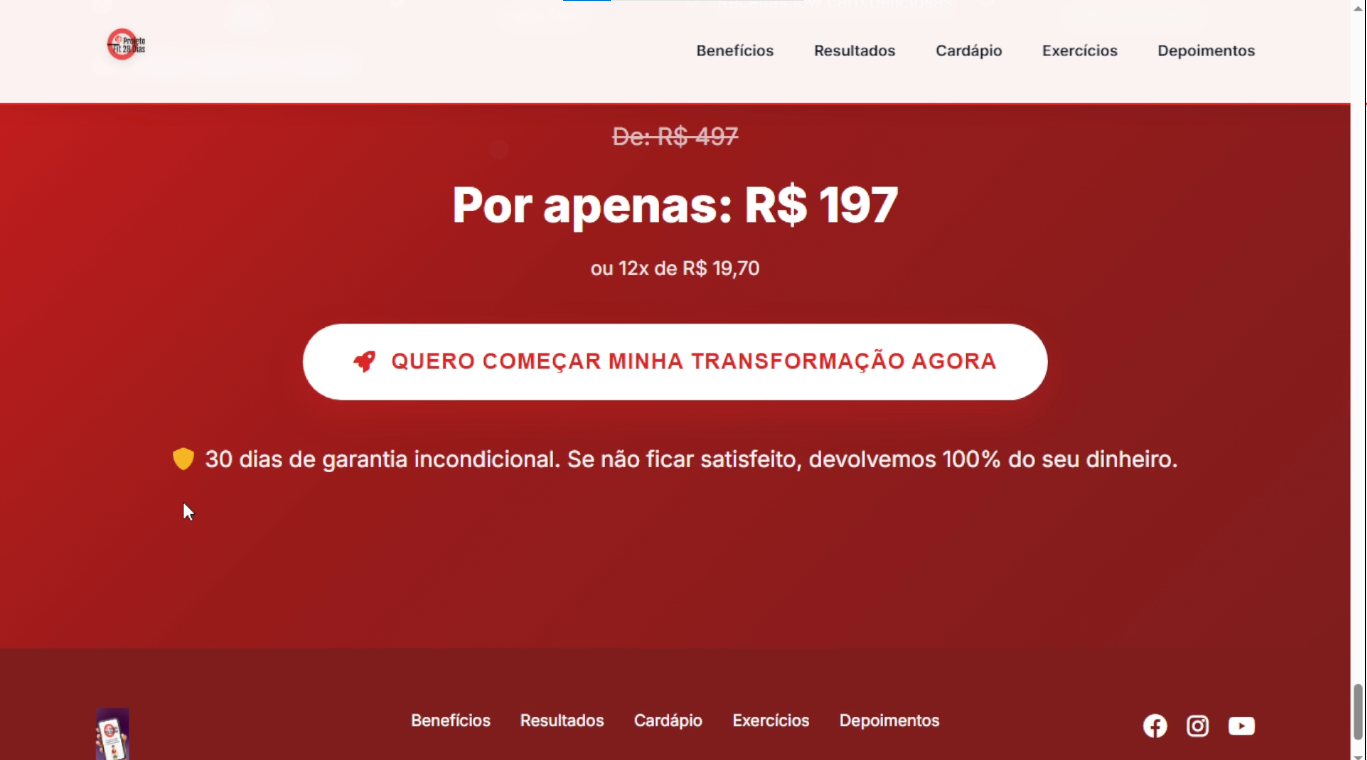 Projeto
Fit 28 Dias
Benefícios
Resultados
Cardápio
Exercícios
Depoimentos
De: R$ 497
Por apenas: R$ 197
ou 12x de R$ 19,70
QUERO COMEÇAR MINHA TRANSFORMAÇÃO AGORA
30 dias de garantia incondicional. Se não ficar satisfeito, devolvemos 100% do seu dinheiro.
Benefícios
Resultados
Cardápio
Exercícios
Depoimentos